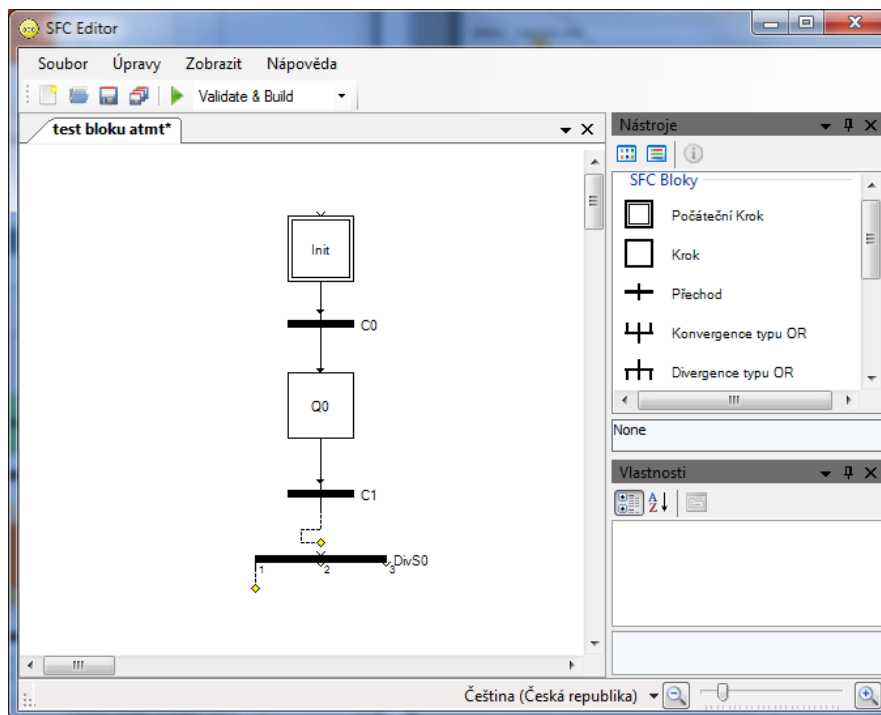 SFC Editor
Soubor Úpravy Zobrazit Nápověda
Validate & Build
test bloku atmt*
Init
C0
Q0
C1
DivS0
1 2 3
Nástroje
SFC Bloky
Počáteční Krok
Krok
Přechod
Konvergence typu OR
Divergence typu OR
None
Vlastnosti
Čeština (Česká republika)